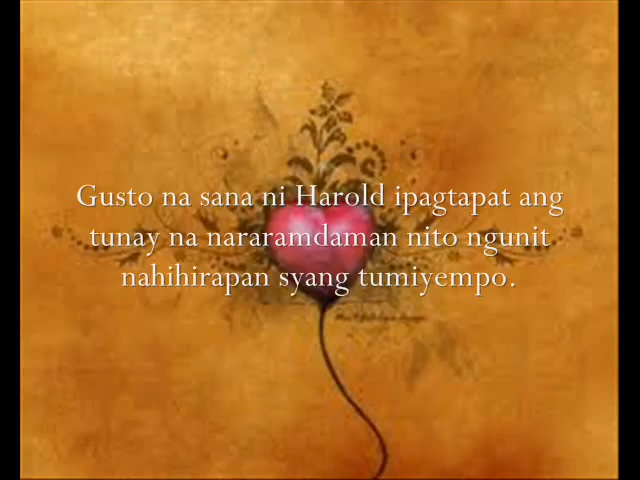 Gusto na sana ni Harold ipagtapat ang
tunay na nararamdaman nito ngunit
nahihirapan syang tumiyempo.